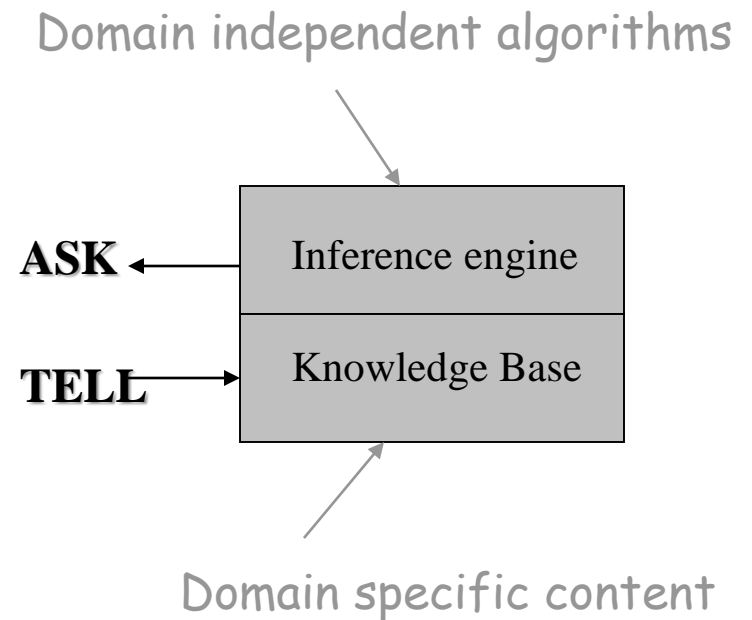 Domain independent algorithms
ASK
Inference engine
TELL
Knowledge Base
Domain specific content